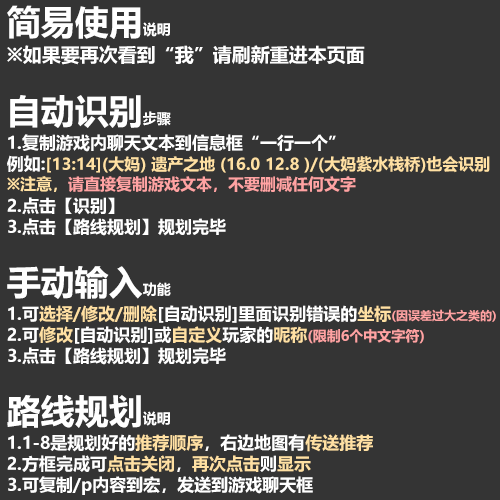 简易使用说明
※如果要再次看到“我”请刷新重进本页面
自动识别步骤
1.复制游戏内聊天文本到信息框“一行一个”
例如:[13:14](大妈) 遗产之地 (16.0 12.8 )/(大妈紫水栈桥)也会识别
※注意，请直接复制游戏文本，不要删减任何文字
2.点击【识别】
3.点击【路线规划】规划完毕
手动输入功能
1.可选择/修改/删除[自动识别]里面识别错误的坐标(因误差过大之类的)
2.可修改[自动识别]或自定义玩家的昵称(限制6个中文字符)
3.点击【路线规划】规划完毕
路线规划说明
1.1-8是规划好的推荐顺序，右边地图有传送推荐
2.方框完成可点击关闭，再次点击则显示
3.可复制/p内容到宏，发送到游戏聊天框